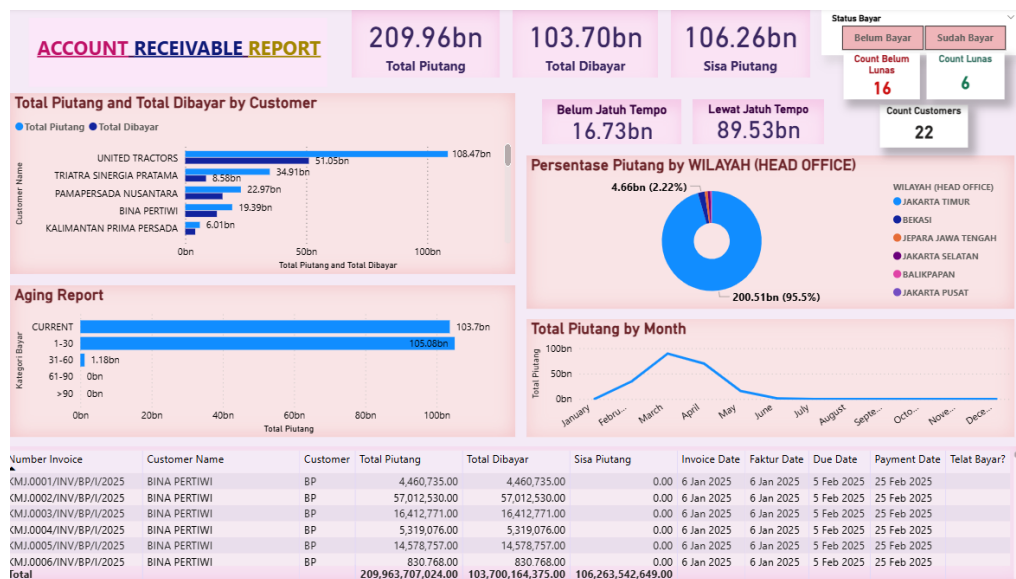 ACCOUNT RECEIVABLE REPORT
209.96bn
Total Piutang
103.70bn
Total Dibayar
106.26bn
Sisa Piutang
Status Bayar
Belum Bayar Sudah Bayar
Count Belum
Lunas
16
Count Lunas
6
Belum Jatuh Tempo
16.73bn
Lewat Jatuh Tempo
89.53bn
Count Customers
22
Total Piutang and Total Dibayar by Customer
Total Piutang Total Dibayar
Customer Name
UNITED TRACTORS 108.47bn
51.05bn
TRIATRA SINERGIA PRATAMA 34.91bn
8.58bn
PAMAPERSADA NUSANTARA 22.97bn
BINA PERTIWI 19.39bn
KALIMANTAN PRIMA PERSADA 6.01bn
0bn 50bn 100bn
Total Piutang and Total Dibayar
Persentase Piutang by WILAYAH (HEAD OFFICE)
4.66bn (2.22%)
200.51bn (95.5%)
WILAYAH (HEAD OFFICE)
JAKARTA TIMUR
BEKASI
JEPARA JAWA TENGAH
JAKARTA SELATAN
BALIKPAPAN
JAKARTA PUSAT
Aging Report
Kategori Bayar
CURRENT 103.7bn
1-30 105.08bn
31-60 1.18bn
61-90 0bn
>90 0bn
0bn 20bn 40bn 60bn 80bn 100bn
Total Piutang
Total Piutang by Month
Total Piutang
100bn
50bn
0bn
January Febru... March April May June July August Septe... Octo... Nove... Dece...
Number Invoice Customer Name Customer Total Piutang Total Dibayar Sisa Piutang Invoice Date Faktur Date Due Date Payment Date Telat Bayar?
KMJ.0001/INV/BP/I/2025 BINA PERTIWI BP 4,460,735.00 4,460,735.00 0.00 6 Jan 2025 6 Jan 2025 5 Feb 2025 25 Feb 2025
KMJ.0002/INV/BP/I/2025 BINA PERTIWI BP 57,012,530.00 57,012,530.00 0.00 6 Jan 2025 6 Jan 2025 5 Feb 2025 25 Feb 2025
KMJ.0003/INV/BP/I/2025 BINA PERTIWI BP 16,412,771.00 16,412,771.00 0.00 6 Jan 2025 6 Jan 2025 5 Feb 2025 25 Feb 2025
KMJ.0004/INV/BP/I/2025 BINA PERTIWI BP 5,319,076.00 5,319,076.00 0.00 6 Jan 2025 6 Jan 2025 5 Feb 2025 25 Feb 2025
KMJ.0005/INV/BP/I/2025 BINA PERTIWI BP 14,578,757.00 14,578,757.00 0.00 6 Jan 2025 6 Jan 2025 5 Feb 2025 25 Feb 2025
KMJ.0006/INV/BP/I/2025 BINA PERTIWI BP 830,768.00 830,768.00 0.00 6 Jan 2025 6 Jan 2025 5 Feb 2025 25 Feb 2025
Total 209,963,707,024.00 103,700,164,375.00 106,263,542,649.00